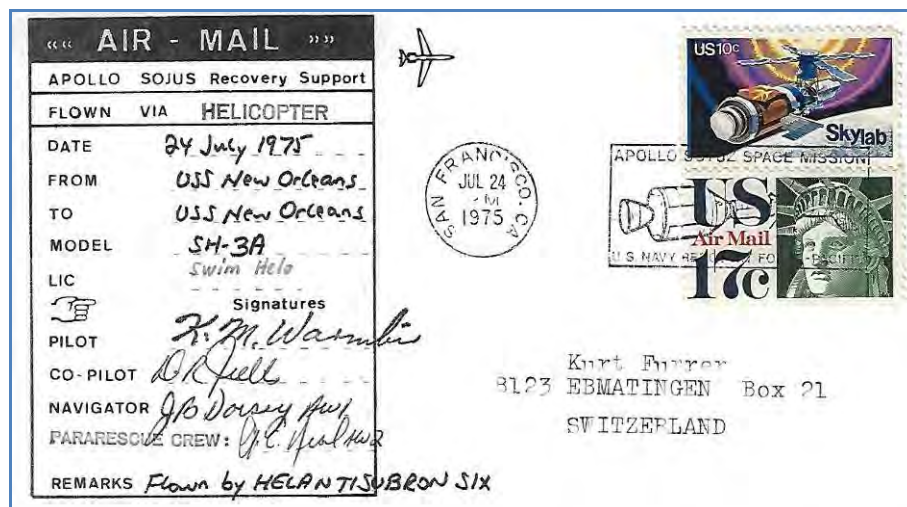 «« AIR - MAIL »»
APOLLO SOJUS Recovery Support
FLOWN VIA HELICOPTER
DATE 24 July 1975
FROM USS New Orleans
TO USS New Orleans
MODEL SH-3A
Swim Helo
LIC
Signatures
PILOT K. M.
CO-PILOT
NAVIGATOR Dorsey AW1
PARARESCUE CREW:
REMARKS Flown by HELANTISUBRON SIX
SAN FRANCISCO, CA
JUL 24
1975
US 10c
Skylab
APOLLO SOYUZ SPACE MISSION
US
Air Mail
17c
U.S. NAVY
Kurt Furrer
8123 EBMATINGEN Box 21
SWITZERLAND